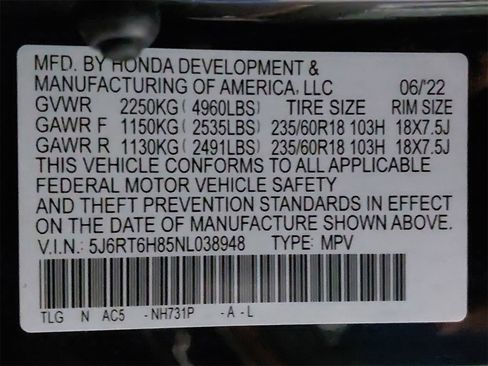 MFD. BY HONDA DEVELOPMENT &
MANUFACTURING OF AMERICA, LLC 06/'22
GVWR 2250KG ( 4960LBS) TIRE SIZE RIM SIZE
GAWR F 1150KG ( 2535LBS) 235/60R18 103H 18X7.5J
GAWR R 1130KG ( 2491LBS) 235/60R18 103H 18X7.5J
THIS VEHICLE CONFORMS TO ALL APPLICABLE
FEDERAL MOTOR VEHICLE SAFETY
AND THEFT PREVENTION STANDARDS IN EFFECT
ON THE DATE OF MANUFACTURE SHOWN ABOVE.
V.I.N.: 5J6RT6H85NL038948 TYPE: MPV
TLG N AC5 -NH731P -A-L